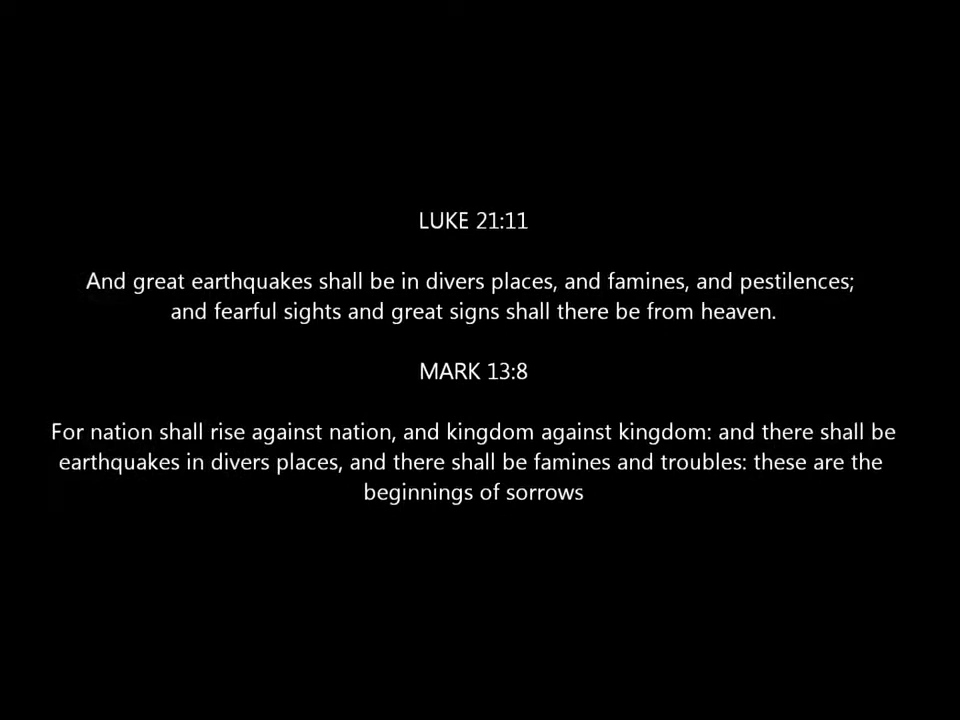 LUKE 21:11
And great earthquakes shall be in divers places, and famines, and pestilences;
and fearful sights and great signs shall there be from heaven.
MARK 13:8
For nation shall rise against nation, and kingdom against kingdom: and there shall be
earthquakes in divers places, and there shall be famines and troubles: these are the
beginnings of sorrows